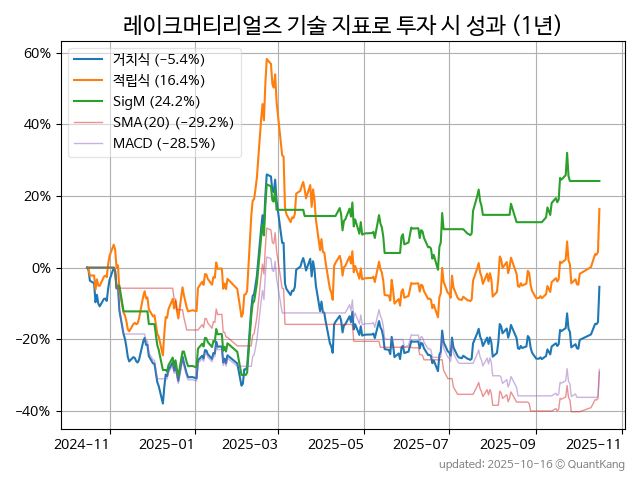 레이크머티리얼즈 기술 지표로 투자 시 성과 (1년)
거치식 (−5.4%)
적립식 (16.4%)
SigM (24.2%)
SMA(20) (−29.2%)
MACD (−28.5%)
60%
40%
20%
0%
−20%
−40%
2024-11 2025-01 2025-03 2025-05 2025-07 2025-09 2025-11
updated: 2025-10-16 © QuantKang